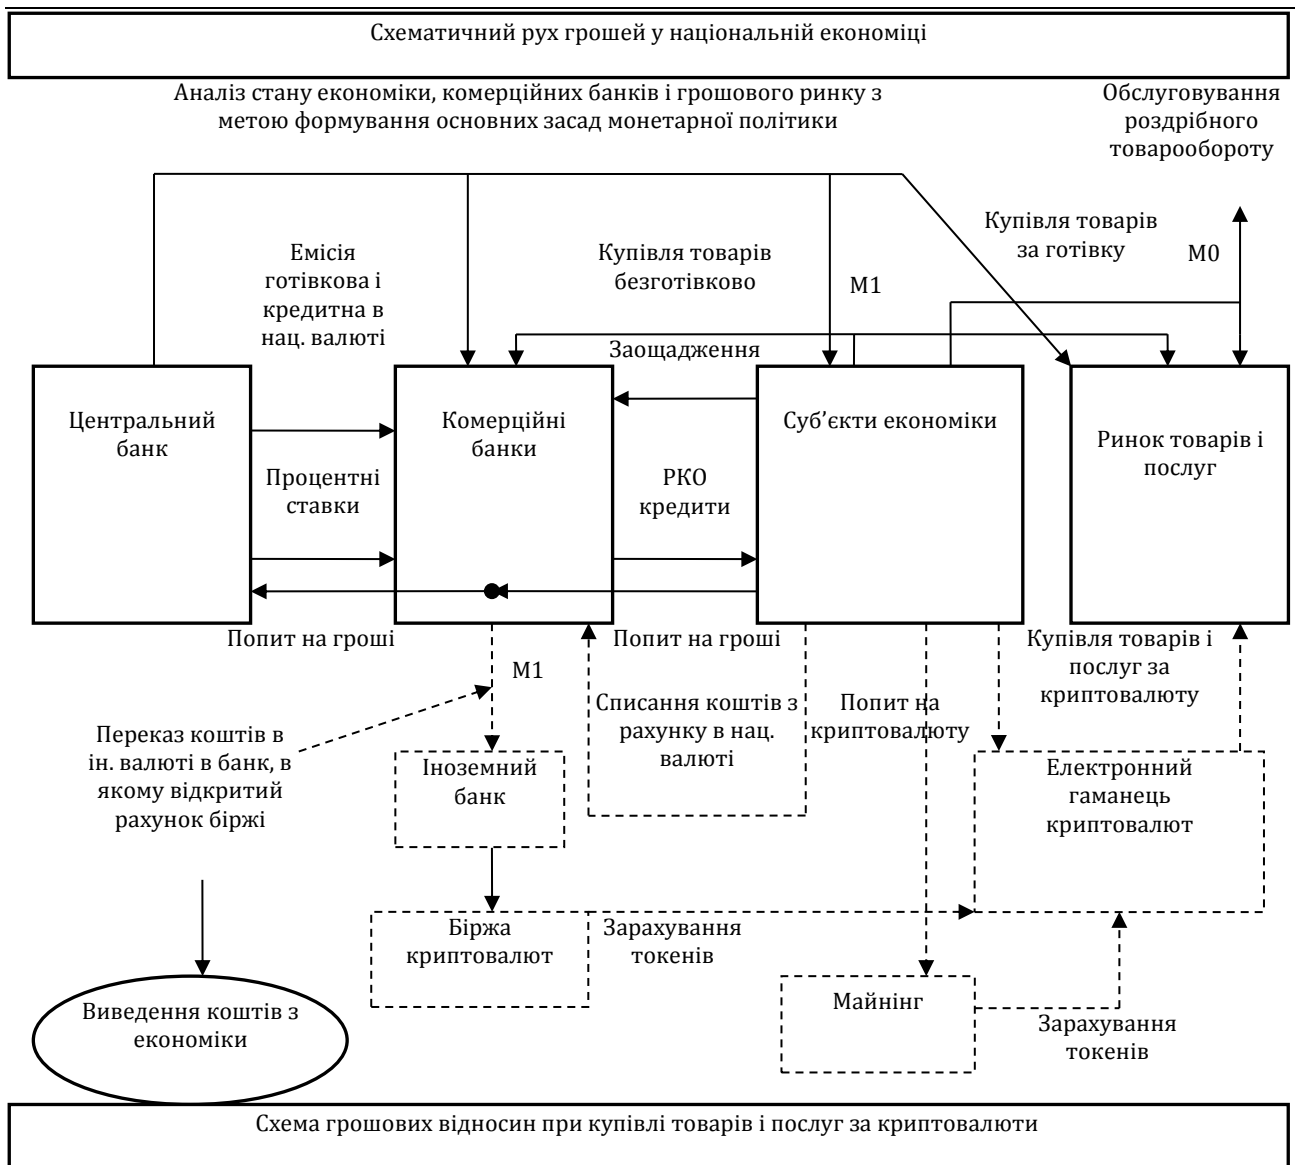 Схематичний рух грошей у національній економіці
Аналіз стану економіки, комерційних банків і грошового ринку з
метою формування основних засад монетарної політики
Обслуговування
роздрібного
товарообороту
Емісія
готівкова і
кредитна в
нац. валюті
Купівля товарів
безготівково
М1
Купівля товарів
за готівку
М0
Заощадження
Центральний
банк
Комерційні
банки
Суб’єкти економіки
Ринок товарів і
послуг
Процентні
ставки
РКО
кредити
Попит на гроші
Попит на гроші
М1
Купівля товарів і
послуг за
криптовалюту
Списання коштів з
рахунку в нац.
валюті
Попит на
криптовалюту
Переказ коштів в
ін. валюті в банк, в
якому відкритий
рахунок біржі
Іноземний
банк
Електронний
гаманець
криптовалют
Біржа
криптовалют
Зарахування
токенів
Майнінг
Зарахування
токенів
Виведення коштів з
економіки
Схема грошових відносин при купівлі товарів і послуг за криптовалюти